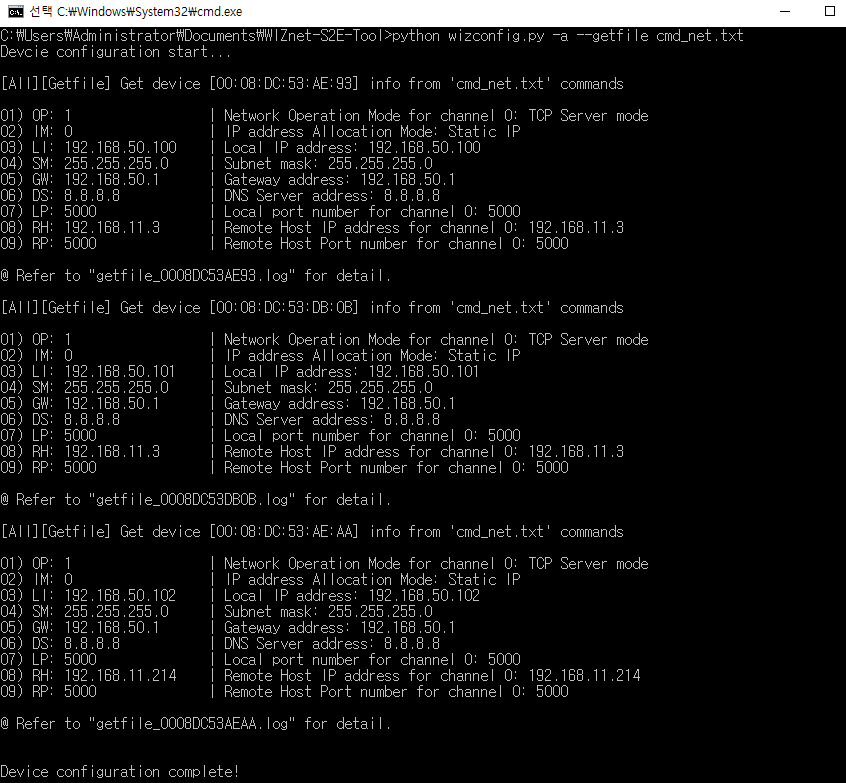 선택 C:₩Windows₩System32₩cmd.exe
C:₩Users₩Administrator₩Documents₩WIZnet-S2E-Tool>python wizconfig.py -a --getfile cmd_net.txt
Devcie configuration start...
[All][Getfile] Get device [00:08:DC:53:AE:93] info from 'cmd_net.txt' commands
01) OP: 1 | Network Operation Mode for channel 0: TCP Server mode
02) IM: 0 | IP address Allocation Mode: Static IP
03) LI: 192.168.50.100 | Local IP address: 192.168.50.100
04) SM: 255.255.255.0 | Subnet mask: 255.255.255.0
05) GW: 192.168.50.1 | Gateway address: 192.168.50.1
06) DS: 8.8.8.8 | DNS Server address: 8.8.8.8
07) LP: 5000 | Local port number for channel 0: 5000
08) RH: 192.168.11.3 | Remote Host IP address for channel 0: 192.168.11.3
09) RP: 5000 | Remote Host Port number for channel 0: 5000
@ Refer to "getfile_0008DC53AE93.log" for detail.
[All][Getfile] Get device [00:08:DC:53:DB:0B] info from 'cmd_net.txt' commands
01) OP: 1 | Network Operation Mode for channel 0: TCP Server mode
02) IM: 0 | IP address Allocation Mode: Static IP
03) LI: 192.168.50.101 | Local IP address: 192.168.50.101
04) SM: 255.255.255.0 | Subnet mask: 255.255.255.0
05) GW: 192.168.50.1 | Gateway address: 192.168.50.1
06) DS: 8.8.8.8 | DNS Server address: 8.8.8.8
07) LP: 5000 | Local port number for channel 0: 5000
08) RH: 192.168.11.3 | Remote Host IP address for channel 0: 192.168.11.3
09) RP: 5000 | Remote Host Port number for channel 0: 5000
@ Refer to "getfile_0008DC53DB0B.log" for detail.
[All][Getfile] Get device [00:08:DC:53:AE:AA] info from 'cmd_net.txt' commands
01) OP: 1 | Network Operation Mode for channel 0: TCP Server mode
02) IM: 0 | IP address Allocation Mode: Static IP
03) LI: 192.168.50.102 | Local IP address: 192.168.50.102
04) SM: 255.255.255.0 | Subnet mask: 255.255.255.0
05) GW: 192.168.50.1 | Gateway address: 192.168.50.1
06) DS: 8.8.8.8 | DNS Server address: 8.8.8.8
07) LP: 5000 | Local port number for channel 0: 5000
08) RH: 192.168.11.214 | Remote Host IP address for channel 0: 192.168.11.214
09) RP: 5000 | Remote Host Port number for channel 0: 5000
@ Refer to "getfile_0008DC53AEAA.log" for detail.
Device configuration complete!